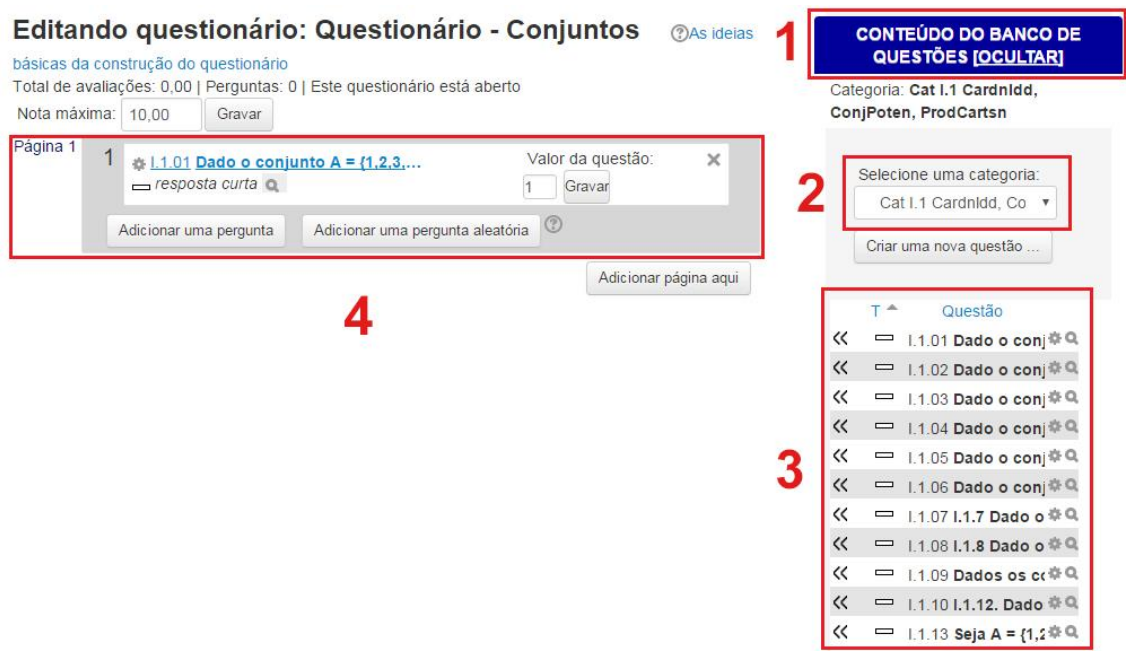 Editando questionário: Questionário - Conjuntos
As ideias
básicas da construção do questionário
Total de avaliações: 0,00 | Perguntas: 0 | Este questionário está aberto
Nota máxima: 10,00 Gravar
Página 1
1 I.1.01 Dado o conjunto A = {1,2,3,...
resposta curta
Valor da questão:
1 Gravar
Adicionar uma pergunta Adicionar uma pergunta aleatória
Adicionar página aqui
4
1
CONTEÚDO DO BANCO DE
QUESTÕES [OCULTAR]
Categoria: Cat I.1 CardnIdd,
ConjPoten, ProdCartsn
2
Selecione uma categoria:
Cat I.1 CardnIdd, Co
Criar uma nova questão ...
3
T Questão
I.1.01 Dado o conj
I.1.02 Dado o conj
I.1.03 Dado o conj
I.1.04 Dado o conj
I.1.05 Dado o conj
I.1.06 Dado o conj
I.1.07 I.1.7 Dado o
I.1.08 I.1.8 Dado o
I.1.09 Dados os co
I.1.10 I.1.12. Dado
I.1.13 Seja A = {1,2